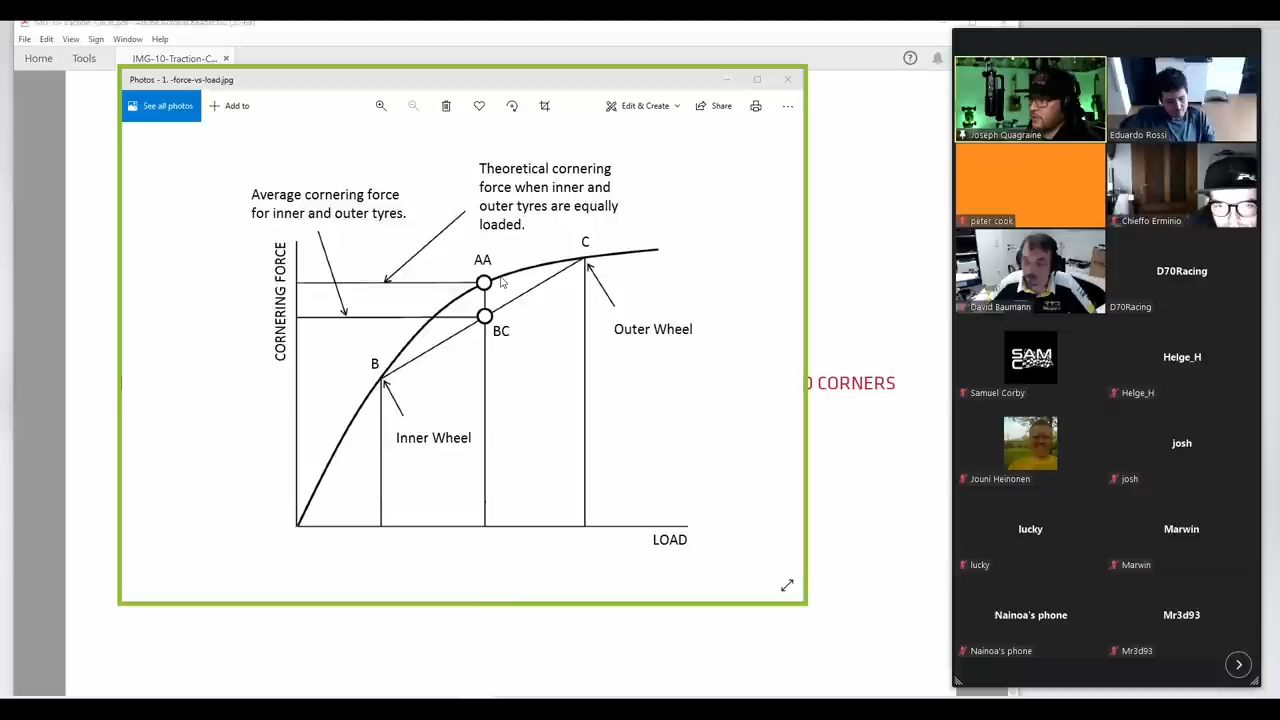 File Edit View Sign Window Help
Home Tools IMG-10-Traction-C... ×
Photos - 1. -force-vs-load.jpg
See all photos + Add to Edit & Create Share
Average cornering force
for inner and outer tyres.
Theoretical cornering
force when inner and
outer tyres are equally
loaded.
CORNERING FORCE
AA
C
BC
Outer Wheel
B
Inner Wheel
LOAD
CORNERS
Joseph Quagraine
Eduardo Rossi
peter cook
Chieffo Erminio
David Baumann
D70Racing
D70Racing
SAM
C
Samuel Corby
Helge_H
Helge_H
Jouni Heinonen
josh
josh
lucky
lucky
Marwin
Marwin
Nainoa's phone
Nainoa's phone
Mr3d93
Mr3d93